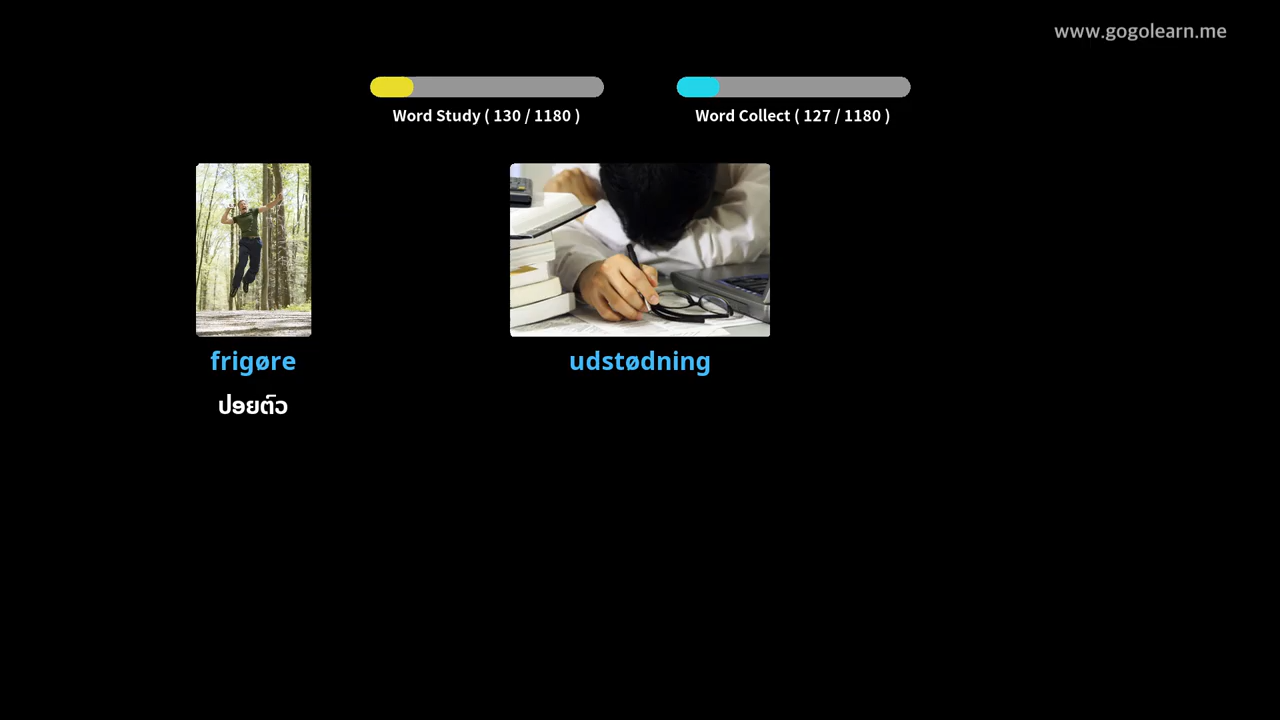 www.gogolearn.me
Word Study ( 130 / 1180 )
Word Collect ( 127 / 1180 )
frigøre
udstødning
ປອຍຕົວ